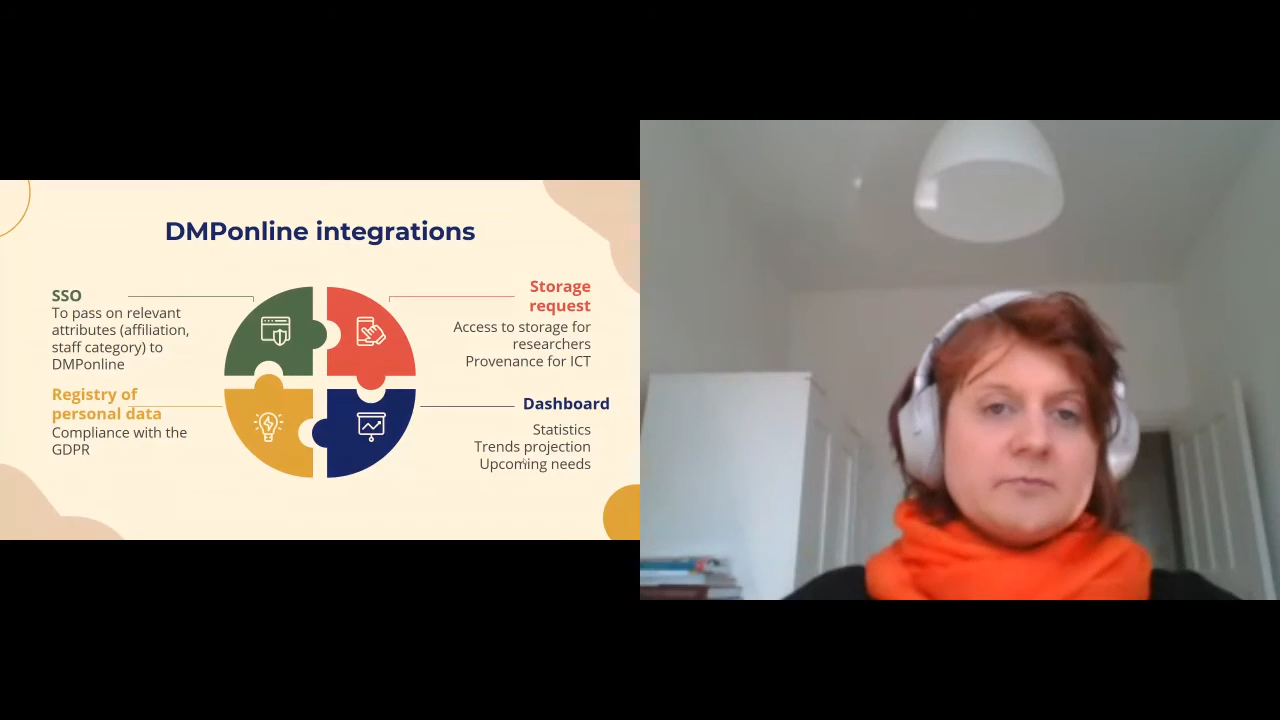 DMPonline integrations
SSO
To pass on relevant
attributes (affiliation,
staff category) to
DMPonline
Registry of
personal data
Compliance with the
GDPR
Storage
request
Access to storage for
researchers
Provenance for ICT
Dashboard
Statistics
Trends projection
Upcoming needs